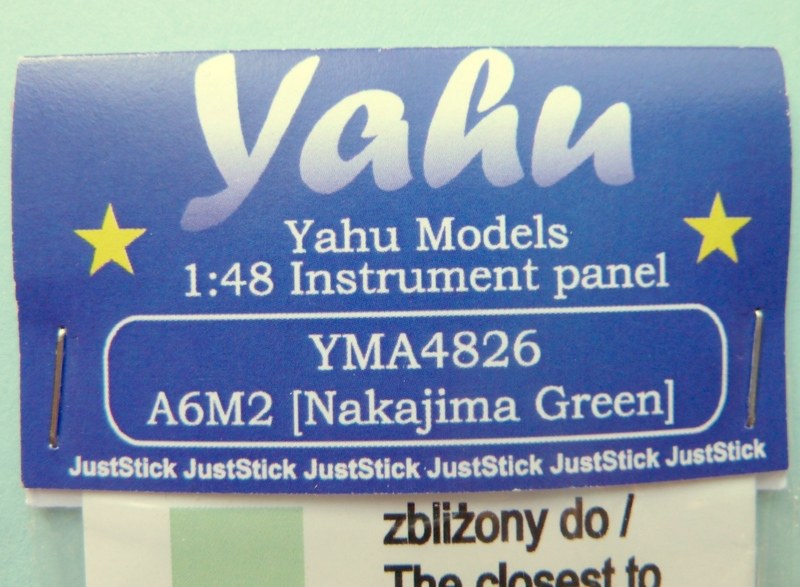 Yahu
Yahu Models
1:48 Instrument panel
YMA4826
A6M2 [Nakajima Green]
JustStick JustStick JustStick JustStick JustStick JustStick
zbliżony do /
The closest to